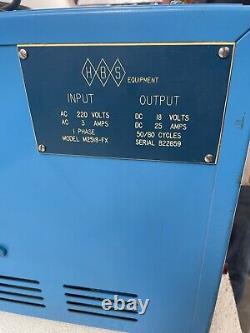 HBS
EQUIPMENT
INPUT
AC 220 VOLTS
AC 3 AMPS
1 PHASE
MODEL M2518-FX
OUTPUT
DC 18 VOLTS
DC 25 AMPS
50/60 CYCLES
SERIAL B22659